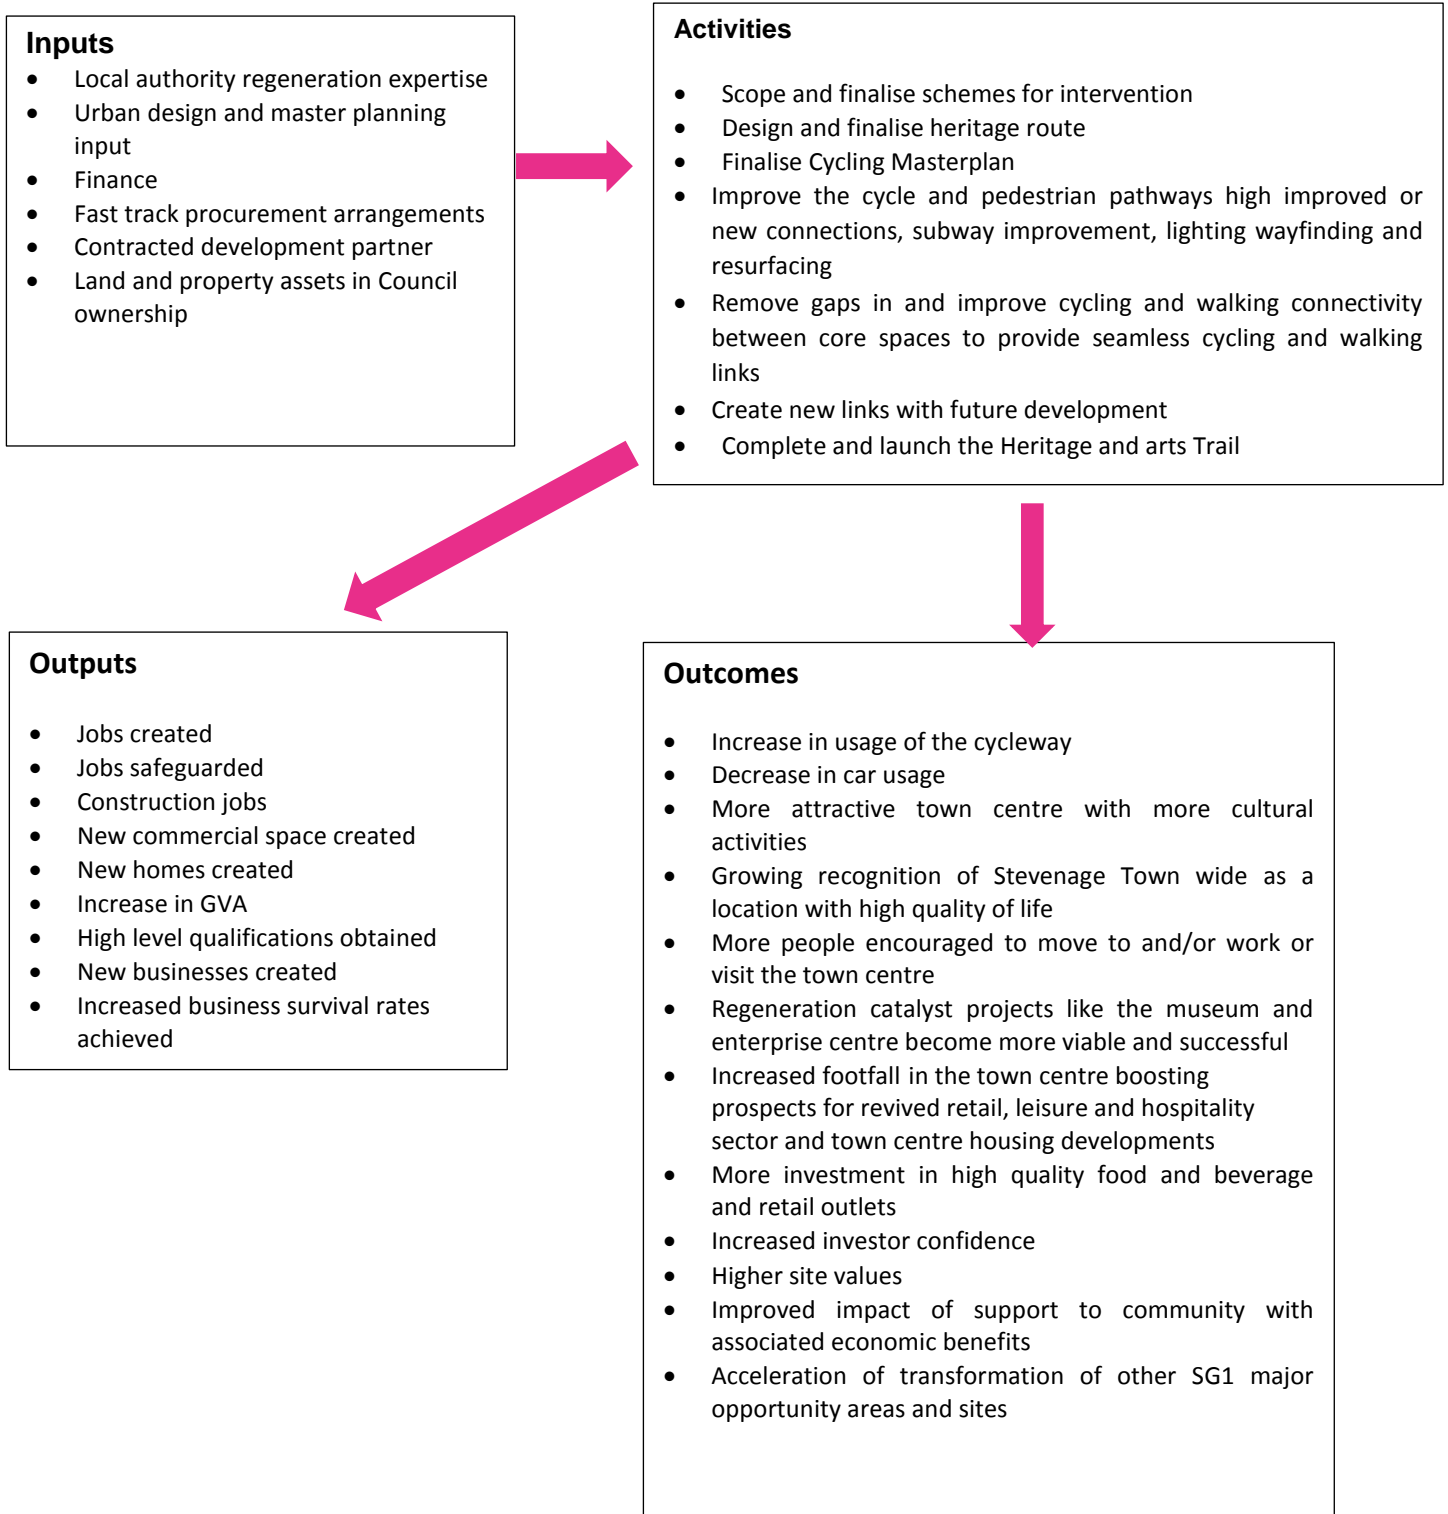 Inputs
• Local authority regeneration expertise
• Urban design and master planning
input
• Finance
• Fast track procurement arrangements
• Contracted development partner
• Land and property assets in Council
ownership
Activities
• Scope and finalise schemes for intervention
• Design and finalise heritage route
• Finalise Cycling Masterplan
• Improve the cycle and pedestrian pathways high improved or
new connections, subway improvement, lighting wayfinding and
resurfacing
• Remove gaps in and improve cycling and walking connectivity
between core spaces to provide seamless cycling and walking
links
• Create new links with future development
• Complete and launch the Heritage and arts Trail
Outputs
• Jobs created
• Jobs safeguarded
• Construction jobs
• New commercial space created
• New homes created
• Increase in GVA
• High level qualifications obtained
• New businesses created
• Increased business survival rates
achieved
Outcomes
• Increase in usage of the cycleway
• Decrease in car usage
• More attractive town centre with more cultural
activities
• Growing recognition of Stevenage Town wide as a
location with high quality of life
• More people encouraged to move to and/or work or
visit the town centre
• Regeneration catalyst projects like the museum and
enterprise centre become more viable and successful
• Increased footfall in the town centre boosting
prospects for revived retail, leisure and hospitality
sector and town centre housing developments
• More investment in high quality food and beverage
and retail outlets
• Increased investor confidence
• Higher site values
• Improved impact of support to community with
associated economic benefits
• Acceleration of transformation of other SG1 major
opportunity areas and sites